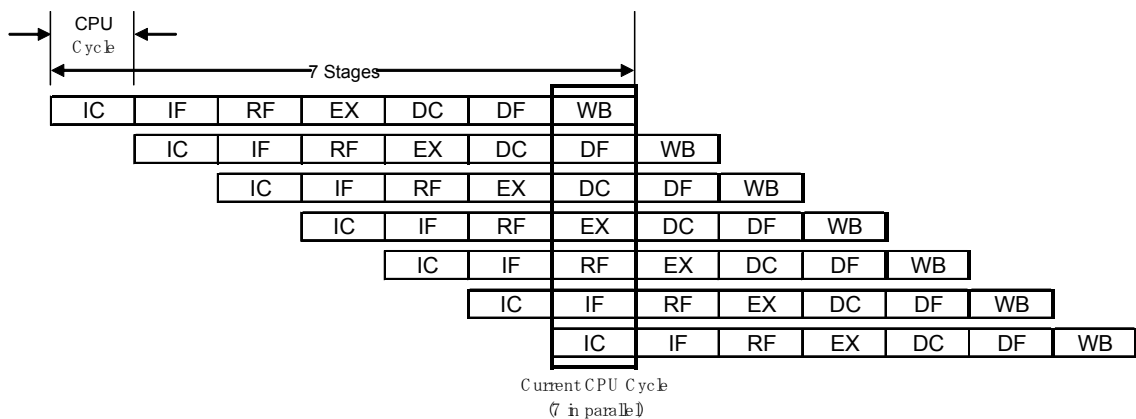 CPU
Cycle
7 Stages
IC IF RF EX DC DF WB
IC IF RF EX DC DF WB
IC IF RF EX DC DF WB
IC IF RF EX DC DF WB
IC IF RF EX DC DF WB
IC IF RF EX DC DF WB
IC IF RF EX DC DF WB
Current CPU Cycle
(7 in parallel)